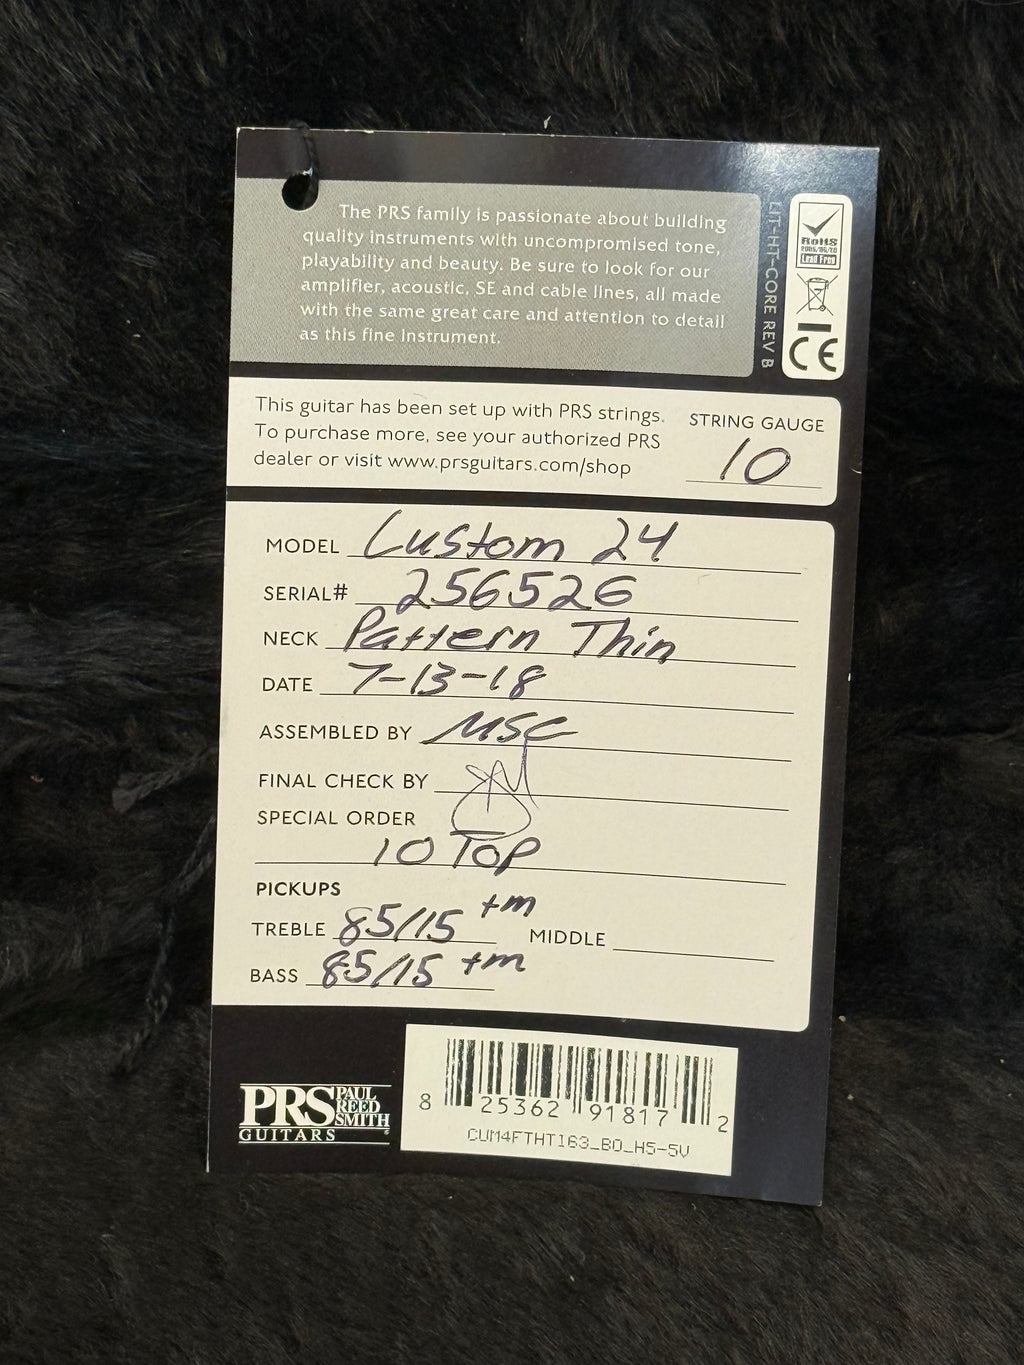 The PRS family is passionate about building
quality instruments with uncompromised tone,
playability and beauty. Be sure to look for our
amplifier, acoustic, SE and cable lines, all made
with the same great care and attention to detail
as this fine instrument.
LIT-HT-CORE REV B
RoHS
2005/95/EC
Lead Free
CE
This guitar has been set up with PRS strings.
To purchase more, see your authorized PRS
dealer or visit www.prsguitars.com/shop
STRING GAUGE
10
MODEL Custom 24
SERIAL# 256526
NECK Pattern Thin
DATE 7-13-18
ASSEMBLED BY MSC
FINAL CHECK BY
SPECIAL ORDER
10 TOP
PICKUPS
TREBLE 85/15 tm MIDDLE
BASS 85/15 tm
PRS PAUL REED SMITH
GUITARS
8 25362 91817 2
CUM4FTHTI63_BO_H5-5V